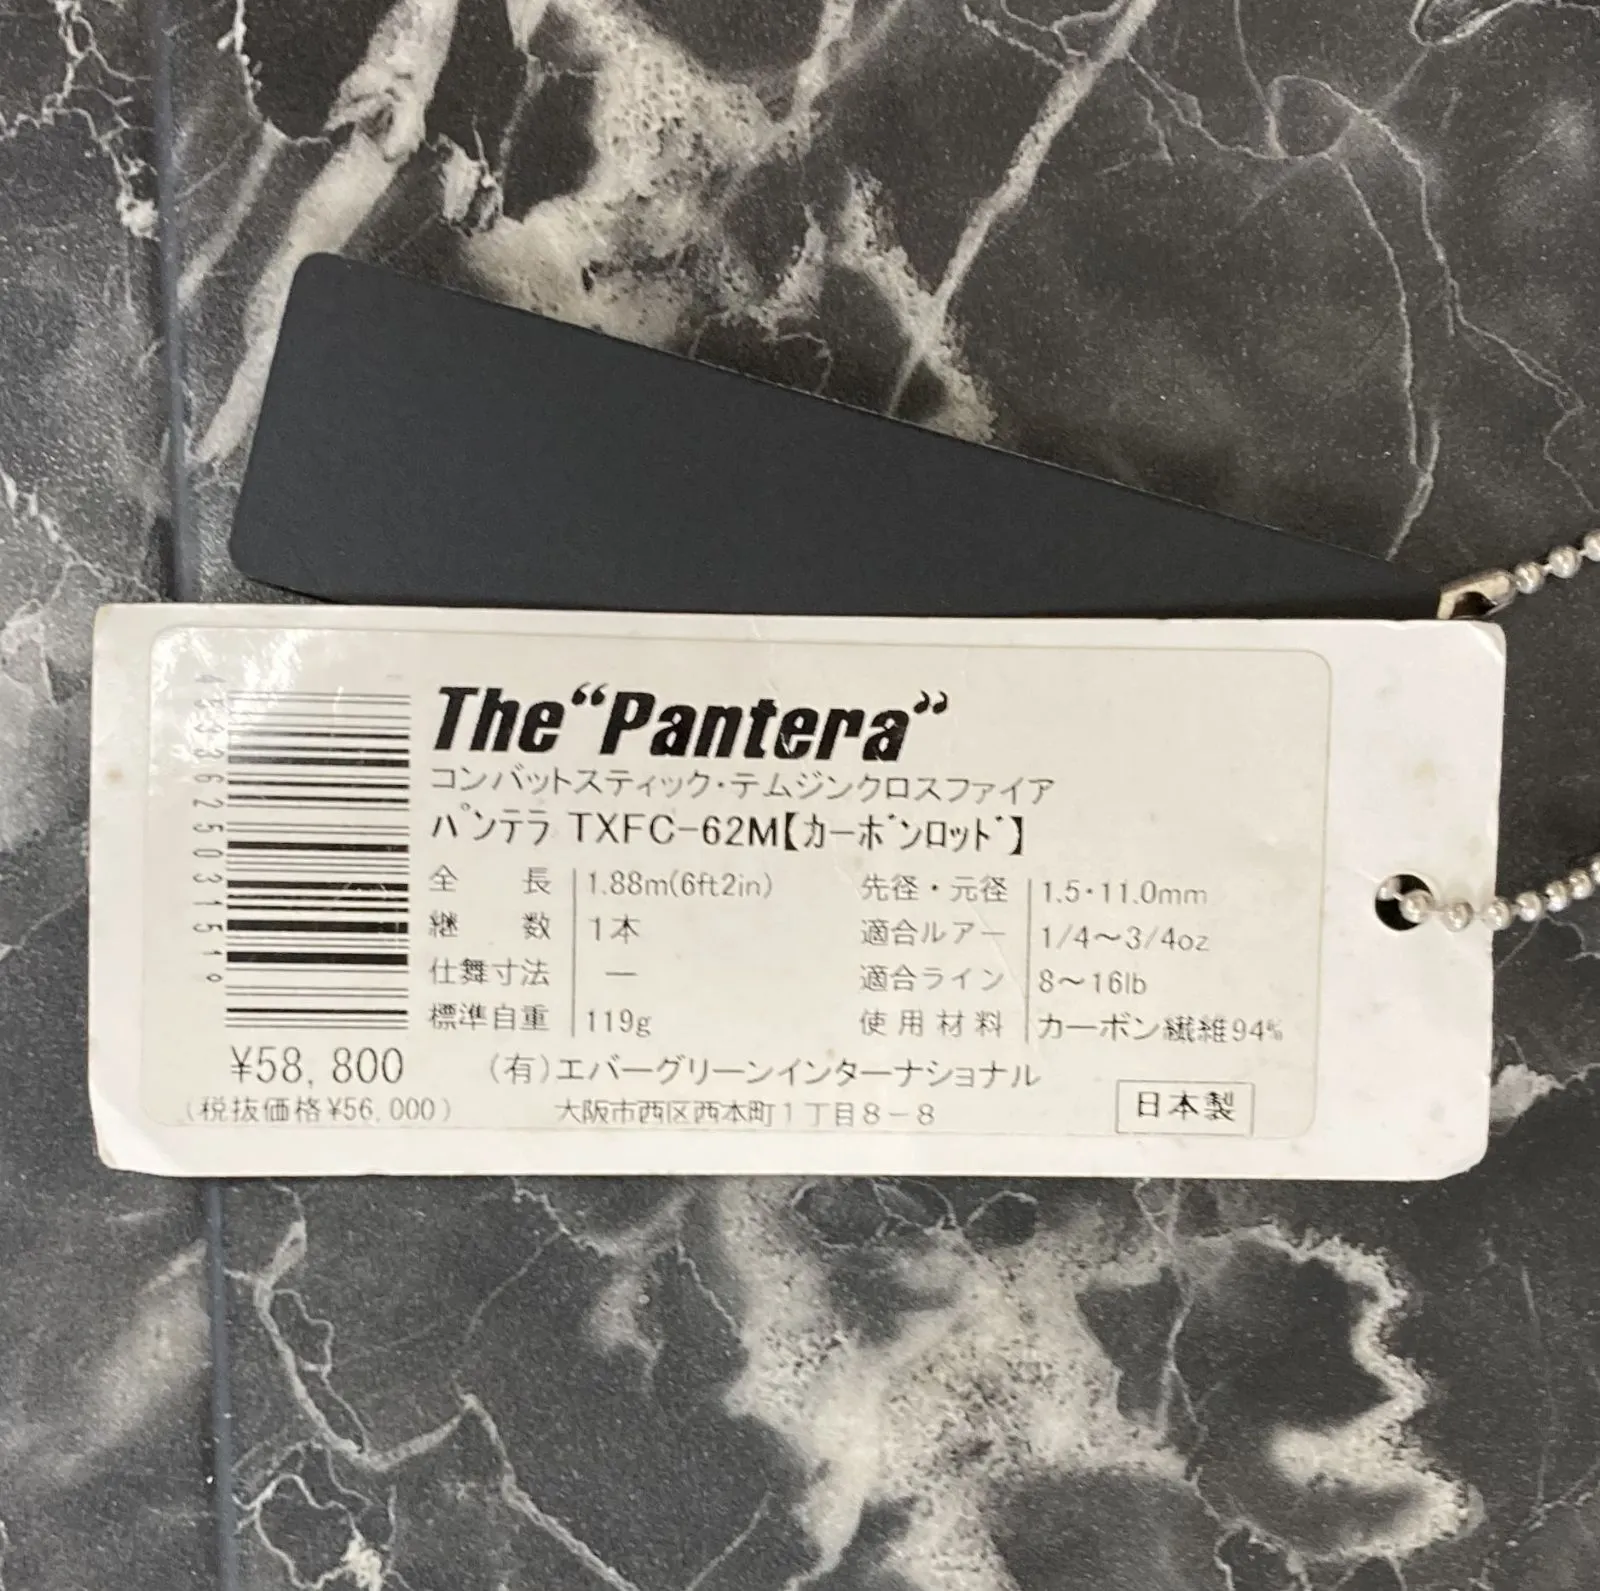 The “Pantera”
コンバットスティック・テムジンクロスファイア
パンテラ TXFC-62M【カーボンロッド】
全長 1.88m(6ft2in) 先径・元径 1.5・11.0mm
継数 1本 適合ルアー 1/4～3/4oz
仕舞寸法 ― 適合ライン 8～16lb
標準自重 119g 使用材料 カーボン繊維94%
¥58,800 (有)エバーグリーンインターナショナル
(税抜価格¥56,000) 大阪市西区西本町1丁目8-8 日本製